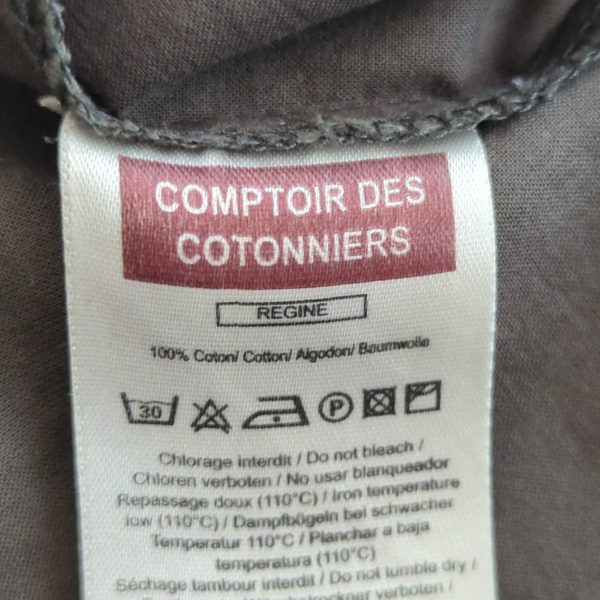 COMPTOIR DES
COTONNIERS
REGINE
100% Coton/ Cotton/ Algodon/ Baumwolle
30 P
Chlorage interdit / Do not bleach /
Chloren verboten / No usar blanqueador
Repassage doux (110°C) / Iron temperature
low (110°C) / Dampfbögeln bei schwacher
Temperatur 110°C / Planchar a baja
temperatura (110°C)
Séchage tambour interdit / Do not tumble dry /
verboten /